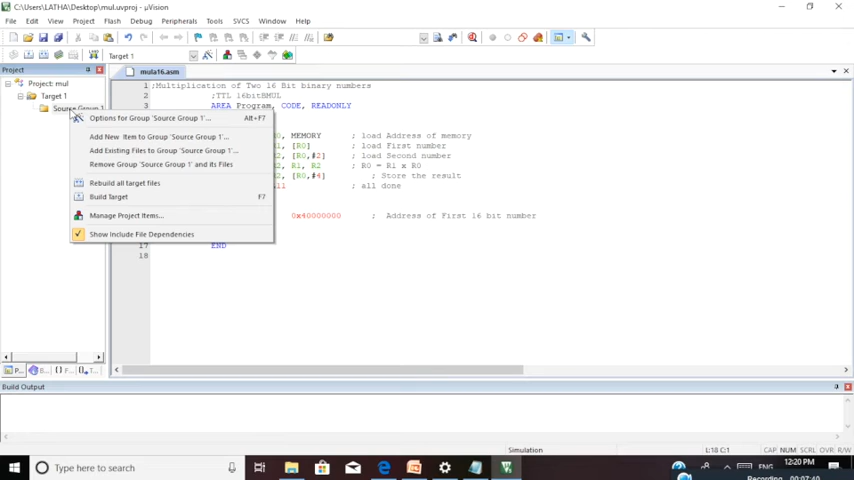 C:\Users\LATHA\Desktop\mul.uvproj - µVision
File Edit View Project Flash Debug Peripherals Tools SVCS Window Help
Target 1
Project
mula16.asm
Project: mul
Target 1
Source Group 1
1 ;Multiplication of Two 16 Bit binary numbers
2 ;TTL 16bitBMUL
3 AREA Program, CODE, READONLY
Options for Group 'Source Group 1'... Alt+F7
Add New Item to Group 'Source Group 1'...
Add Existing Files to Group 'Source Group 1'...
Remove Group 'Source Group 1' and its Files
Rebuild all target files
Build Target F7
Manage Project Items...
Show Include File Dependencies
MEMORY ; load Address of memory
[R0] ; load First number
[R0,#2] ; load Second number
R1, R2 ; R0 = R1 x R0
[R0,#4] ; Store the result
; all done
0x40000000 ; Address of First 16 bit number
17 END
18
P... B... {} F... T...
Build Output
Simulation L:18 C:1 CAP NUM SCRL OVR R/W
Type here to search
ENG 12:20 PM
Recording 00:07:40